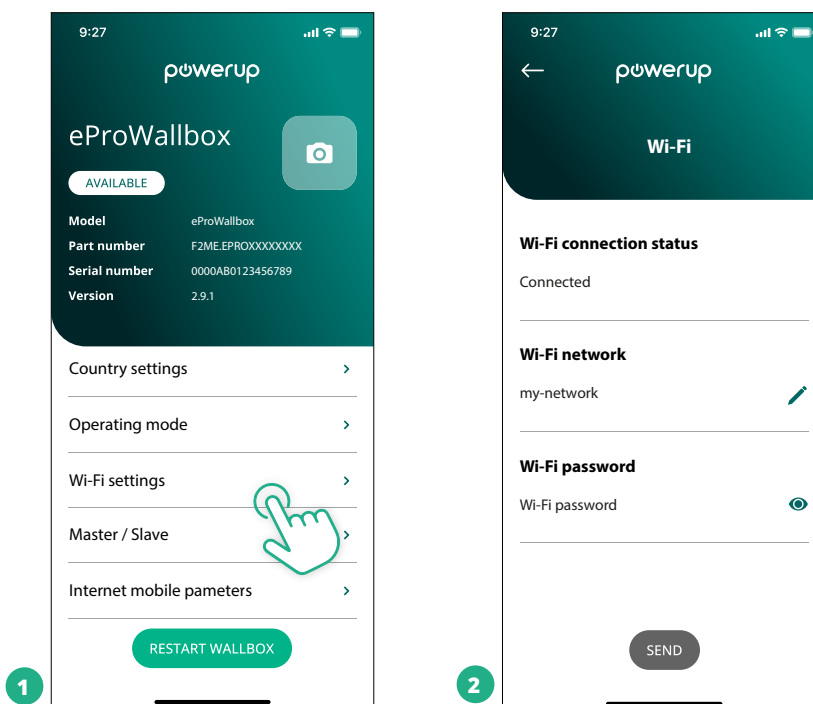 9:27
powerup
eProWallbox
AVAILABLE
Model eProWallbox
Part number F2ME.EPROXXXXXXXX
Serial number 0000AB0123456789
Version 2.9.1
Country settings
Operating mode
Wi-Fi settings
Master / Slave
Internet mobile pameters
RESTART WALLBOX
1
9:27
powerup
Wi-Fi
Wi-Fi connection status
Connected
Wi-Fi network
my-network
Wi-Fi password
Wi-Fi password
SEND
2